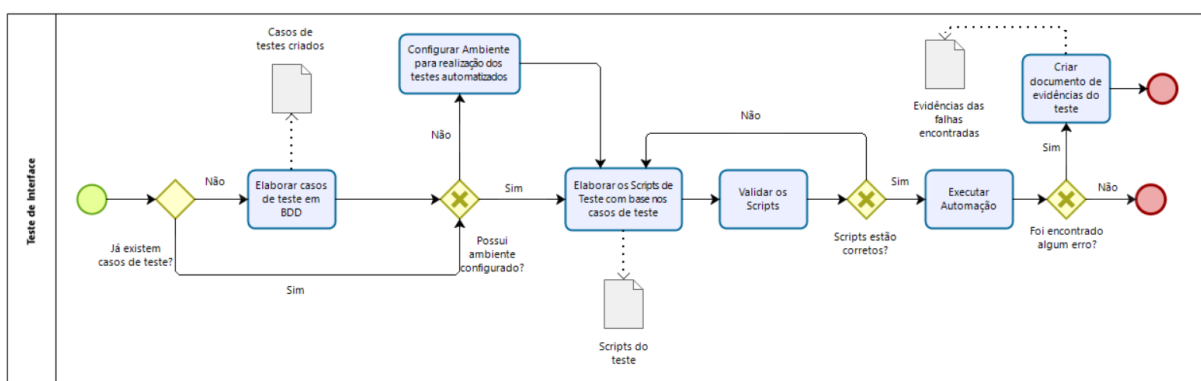 Teste de Interface
Casos de
testes criados
Já existem
casos de teste?
Não
Sim
Elaborar casos
de teste em
BDD
Configurar Ambiente
para realização dos
testes automatizados
Não
Sim
Possui
ambiente
configurado?
Elaborar os Scripts de
Teste com base nos
casos de teste
Scripts do
teste
Validar os
Scripts
Não
Sim
Scripts estão
corretos?
Executar
Automação
Foi encontrado
algum erro?
Sim
Não
Criar
documento de
evidências do
teste
Evidências das
falhas
encontradas